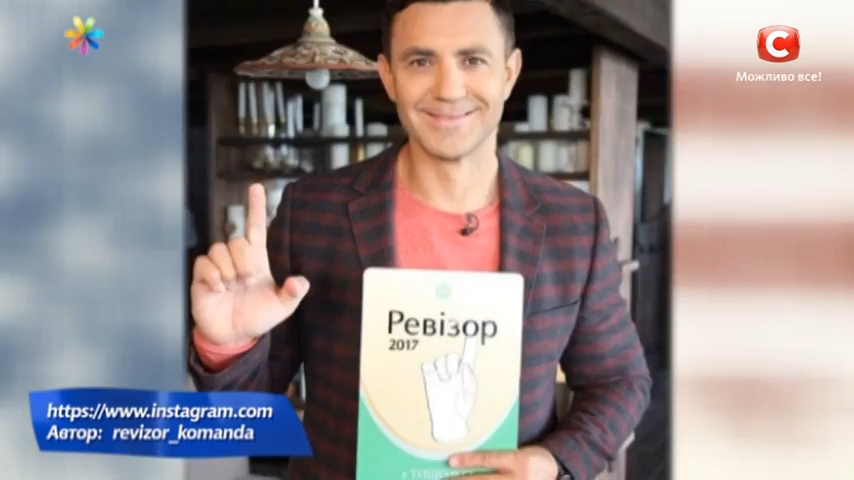 С
Можливо все!
Ревізор
2017
https://www.instagram.com
Автор: revizor_komanda